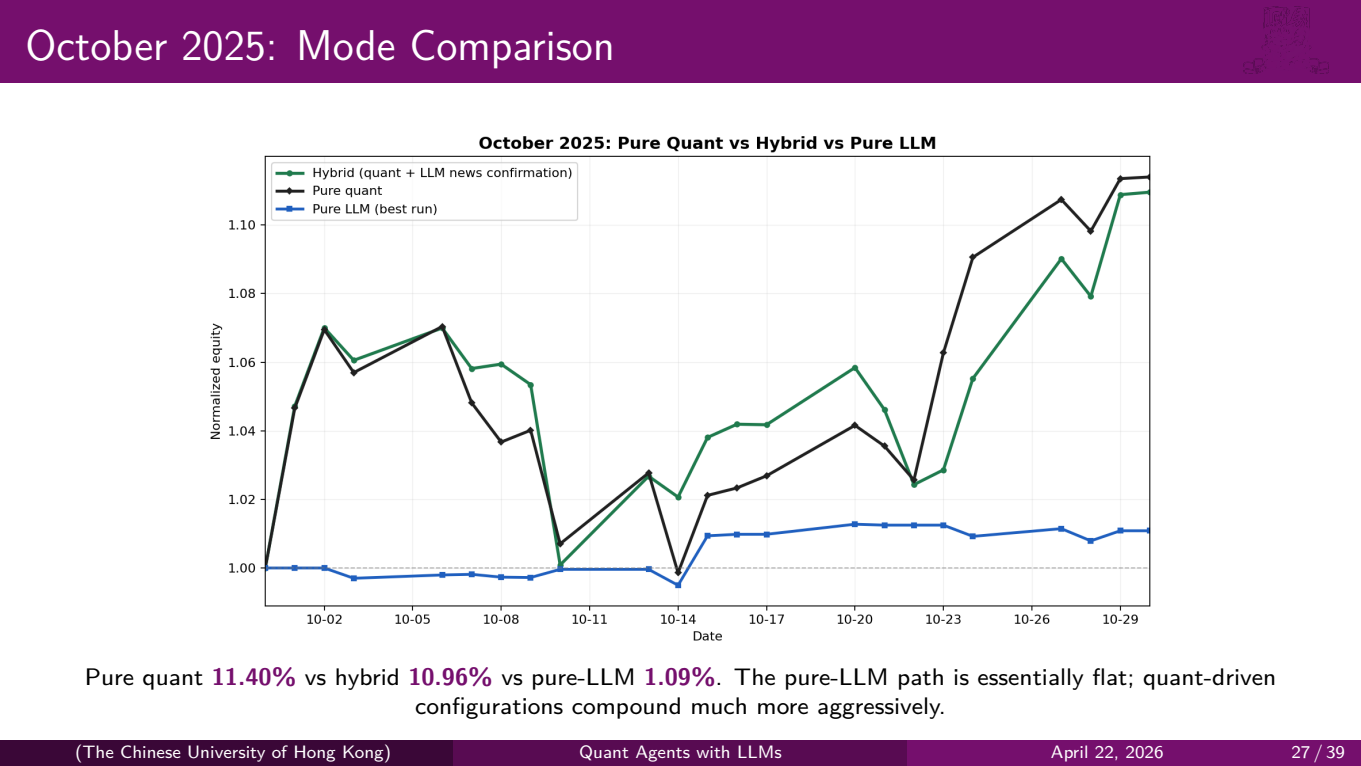 October 2025: Mode Comparison
October 2025: Pure Quant vs Hybrid vs Pure LLM
Hybrid (quant + LLM news confirmation)
Pure quant
Pure LLM (best run)
Normalized equity
1.10
1.08
1.06
1.04
1.02
1.00
10-02 10-05 10-08 10-11 10-14 10-17 10-20 10-23 10-26 10-29
Date
Pure quant 11.40% vs hybrid 10.96% vs pure-LLM 1.09%. The pure-LLM path is essentially flat; quant-driven
configurations compound much more aggressively.
(The Chinese University of Hong Kong) Quant Agents with LLMs April 22, 2026 27 / 39